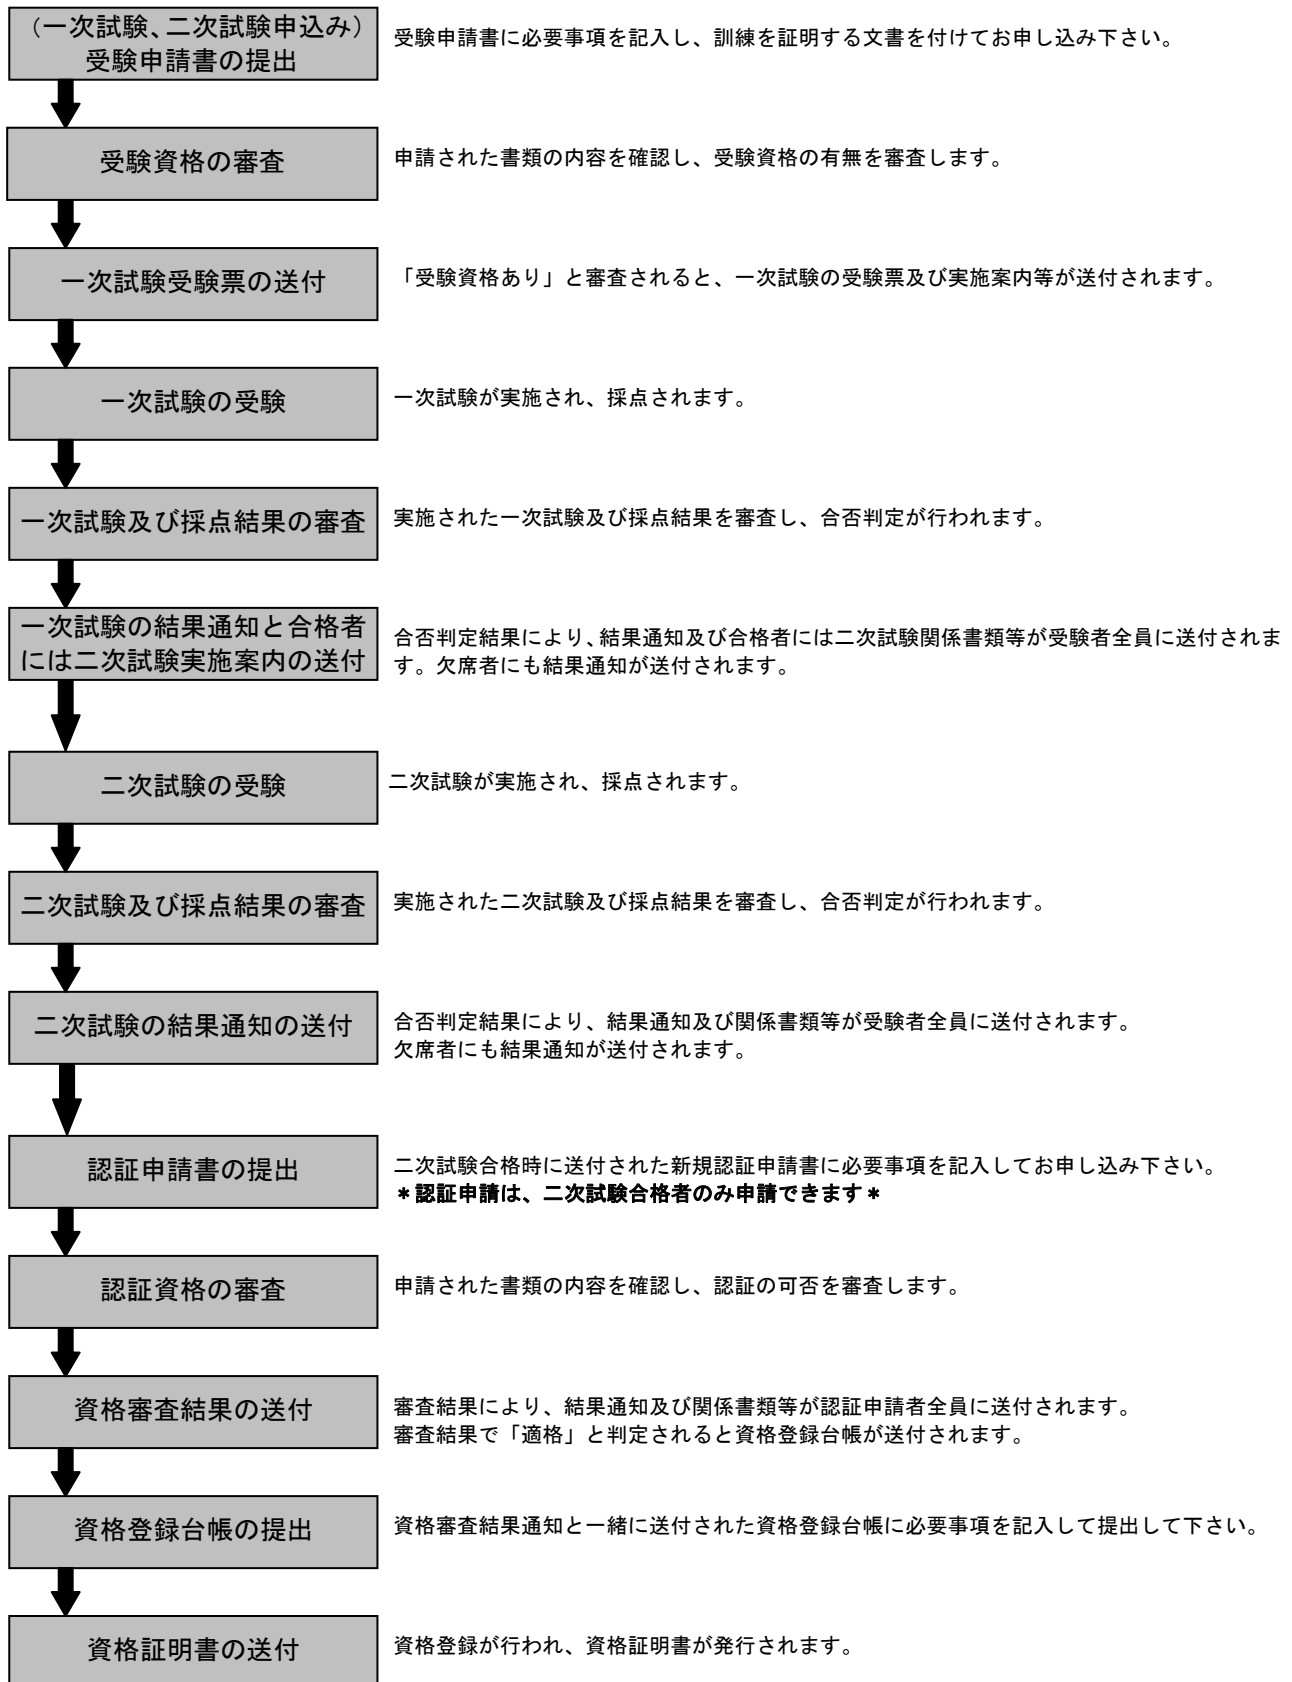 （一次試験、二次試験申込み）
受験申請書の提出
受験申請書に必要事項を記入し、訓練を証明する文書を付けてお申し込み下さい。
受験資格の審査
申請された書類の内容を確認し、受験資格の有無を審査します。
一次試験受験票の送付
「受験資格あり」と審査されると、一次試験の受験票及び実施案内等が送付されます。
一次試験の受験
一次試験が実施され、採点されます。
一次試験及び採点結果の審査
実施された一次試験及び採点結果を審査し、合否判定が行われます。
一次試験の結果通知と合格者
には二次試験実施案内の送付
合否判定結果により、結果通知及び合格者には二次試験関係書類等が受験者全員に送付されま
す。欠席者にも結果通知が送付されます。
二次試験の受験
二次試験が実施され、採点されます。
二次試験及び採点結果の審査
実施された二次試験及び採点結果を審査し、合否判定が行われます。
二次試験の結果通知の送付
合否判定結果により、結果通知及び関係書類等が受験者全員に送付されます。
欠席者にも結果通知が送付されます。
認証申請書の提出
二次試験合格時に送付された新規認証申請書に必要事項を記入してお申し込み下さい。
＊認証申請は、二次試験合格者のみ申請できます＊
認証資格の審査
申請された書類の内容を確認し、認証の可否を審査します。
資格審査結果の送付
審査結果により、結果通知及び関係書類等が認証申請者全員に送付されます。
審査結果で「適格」と判定されると資格登録台帳が送付されます。
資格登録台帳の提出
資格審査結果通知と一緒に送付された資格登録台帳に必要事項を記入して提出して下さい。
資格証明書の送付
資格登録が行われ、資格証明書が発行されます。